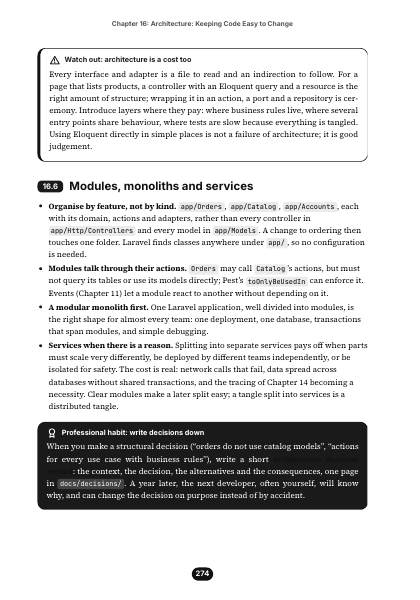 Chapter 16: Architecture: Keeping Code Easy to Change
Watch out: architecture is a cost too
Every interface and adapter is a file to read and an indirection to follow. For a
page that lists products, a controller with an Eloquent query and a resource is the
right amount of structure; wrapping it in an action, a port and a repository is cer-
emony. Introduce layers where they pay: where business rules live, where several
entry points share behaviour, where tests are slow because everything is tangled.
Using Eloquent directly in simple places is not a failure of architecture; it is good
judgement.
16.6 Modules, monoliths and services
• Organise by feature, not by kind. app/Orders, app/Catalog, app/Accounts, each
with its domain, actions and adapters, rather than every controller in
app/Http/Controllers and every model in app/Models. A change to ordering then
touches one folder. Laravel finds classes anywhere under app/, so no configuration
is needed.
• Modules talk through their actions. Orders may call Catalog's actions, but must
not query its tables or use its models directly; Pest's toOnlyBeUsedIn can enforce it.
Events (Chapter 11) let a module react to another without depending on it.
• A modular monolith first. One Laravel application, well divided into modules, is
the right shape for almost every team: one deployment, one database, transactions
that span modules, and simple debugging.
• Services when there is a reason. Splitting into separate services pays off when parts
must scale very differently, be deployed by different teams independently, or be
isolated for safety. The cost is real: network calls that fail, data spread across
databases without shared transactions, and the tracing of Chapter 14 becoming a
necessity. Clear modules make a later split easy; a tangle split into services is a
distributed tangle.
Professional habit: write decisions down
When you make a structural decision ("orders do not use catalog models", "actions
for every use case with business rules"), write a short
: the context, the decision, the alternatives and the consequences, one page
in docs/decisions/. A year later, the next developer, often yourself, will know
why, and can change the decision on purpose instead of by accident.
274